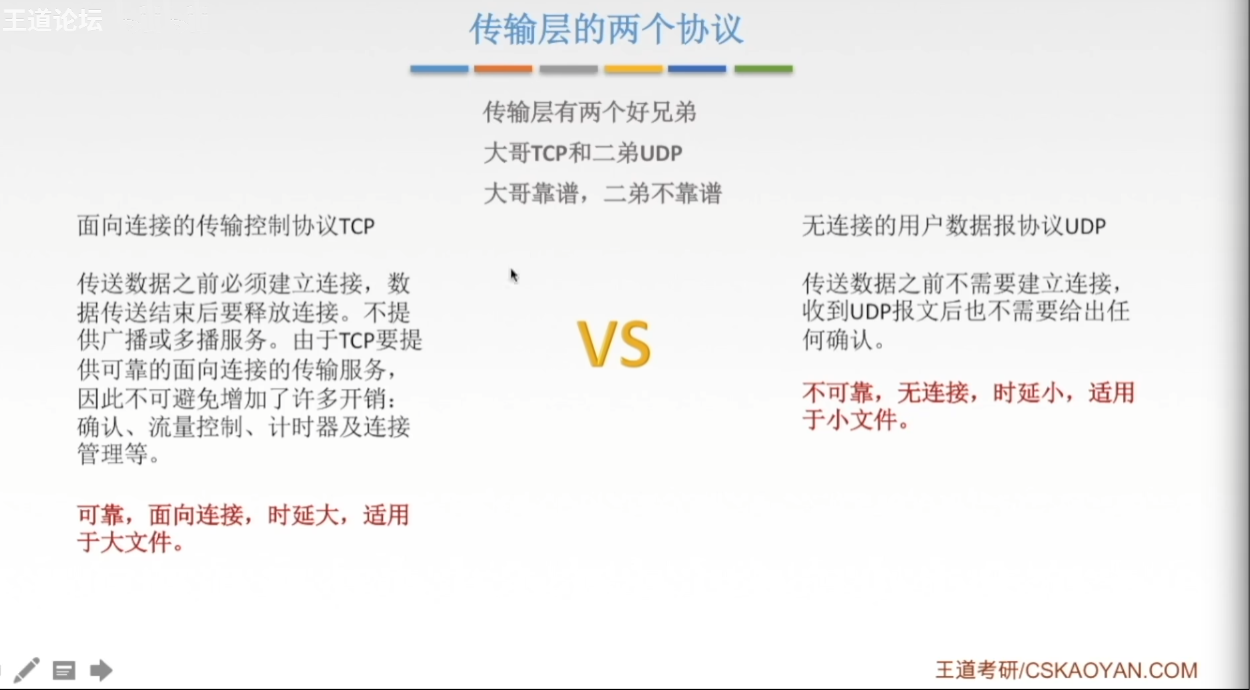 王道论坛
传输层的两个协议
传输层有两个好兄弟
大哥TCP和二弟UDP
大哥靠谱，二弟不靠谱
面向连接的传输控制协议TCP
传送数据之前必须建立连接，数
据传送结束后要释放连接。不提
供广播或多播服务。由于TCP要提
供可靠的面向连接的传输服务，
因此不可避免增加了许多开销：
确认、流量控制、计时器及连接
管理等。
可靠，面向连接，时延大，适用
于大文件。
VS
无连接的用户数据报协议UDP
传送数据之前不需要建立连接，
收到UDP报文后也不需要给出任
何确认。
不可靠，无连接，时延小，适用
于小文件。
王道考研/CSKAOYAN.COM